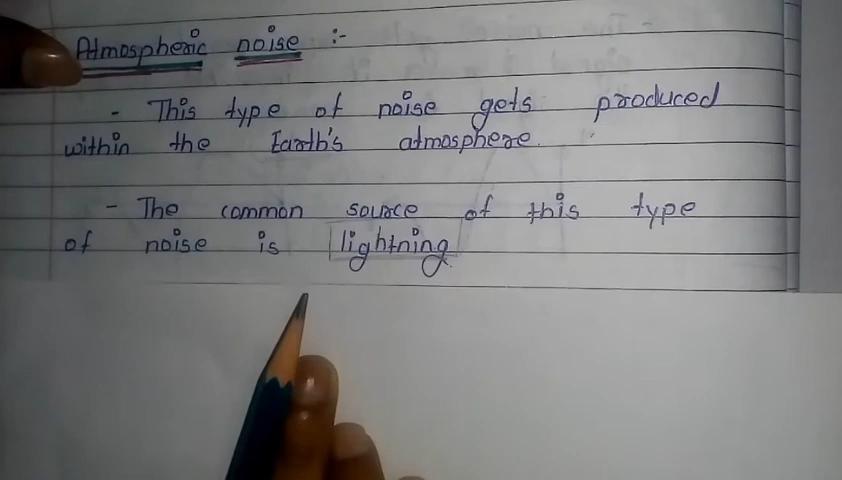 Atmospheric noise :-
- This type of noise gets produced
within the Earth's atmosphere.
- The common source of this type
of noise is lightning.